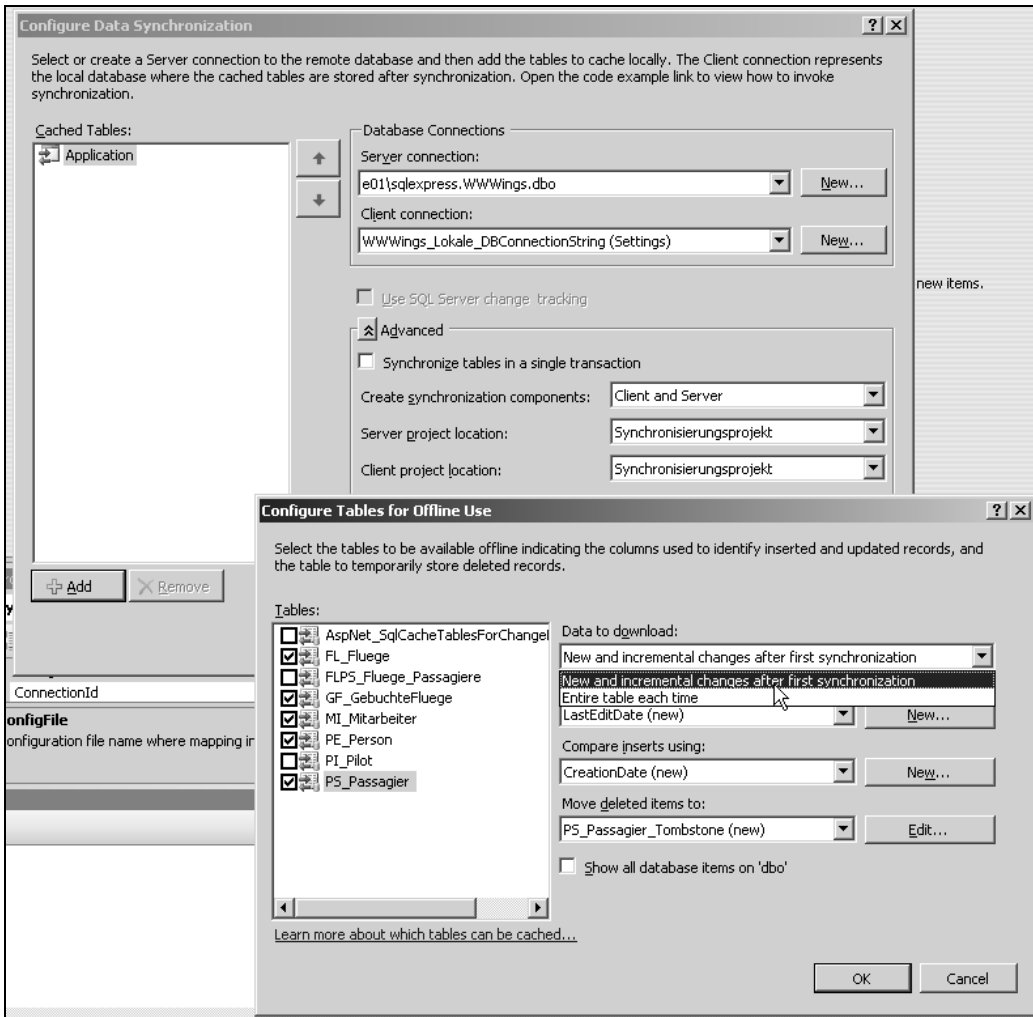 Configure Data Synchronization
Select or create a Server connection to the remote database and then add the tables to cache locally. The Client connection represents
the local database where the cached tables are stored after synchronization. Open the code example link to view how to invoke
synchronization.
Cached Tables:
Application
Database Connections
Server connection:
e01\sqlexpress.WWWings.dbo
New...
Client connection:
WWWings_Lokale_DBConnectionString (Settings)
New...
new items.
Use SQL Server change tracking
Advanced
Synchronize tables in a single transaction
Create synchronization components:
Client and Server
Server project location:
Synchronisierungsprojekt
Client project location:
Synchronisierungsprojekt
Add
Remove
ConnectionId
onfigFile
onfiguration file name where mapping ir
Configure Tables for Offline Use
Select the tables to be available offline indicating the columns used to identify inserted and updated records, and
the table to temporarily store deleted records.
Tables:
AspNet_SqlCacheTablesForChangeI
FL_Fluege
FLPS_Fluege_Passagiere
GF_GebuchteFluege
MI_Mitarbeiter
PE_Person
PI_Pilot
PS_Passagier
Data to download:
New and incremental changes after first synchronization
New and incremental changes after first synchronization
Entire table each time
LastEditDate (new)
New...
Compare inserts using:
CreationDate (new)
New...
Move deleted items to:
PS_Passagier_Tombstone (new)
Edit...
Show all database items on 'dbo'
Learn more about which tables can be cached...
OK
Cancel